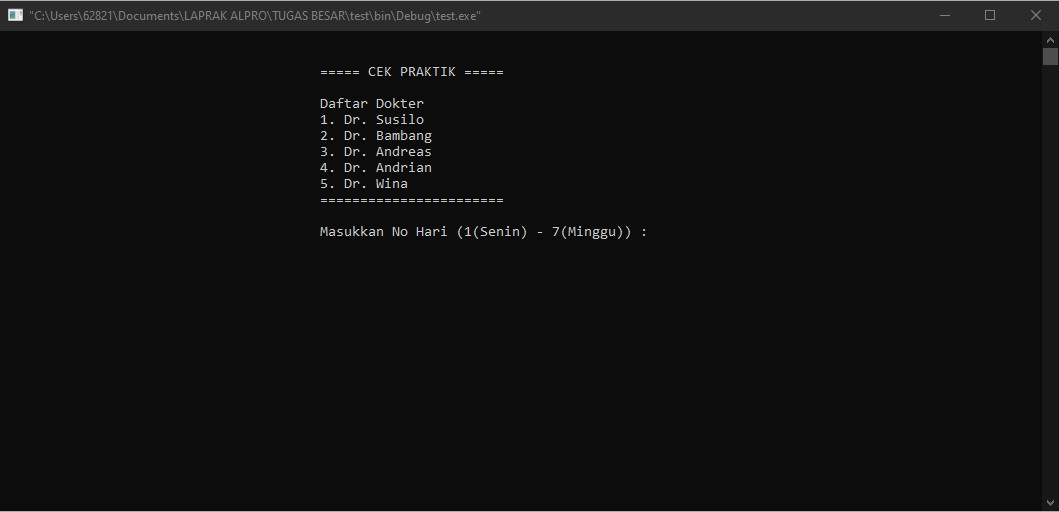 "C:\Users\62821\Documents\LAPRAK ALPRO\TUGAS BESAR\test\bin\Debug\test.exe"
===== CEK PRAKTIK =====
Daftar Dokter
1. Dr. Susilo
2. Dr. Bambang
3. Dr. Andreas
4. Dr. Andrian
5. Dr. Wina
=======================
Masukkan No Hari (1(Senin) - 7(Minggu)) :